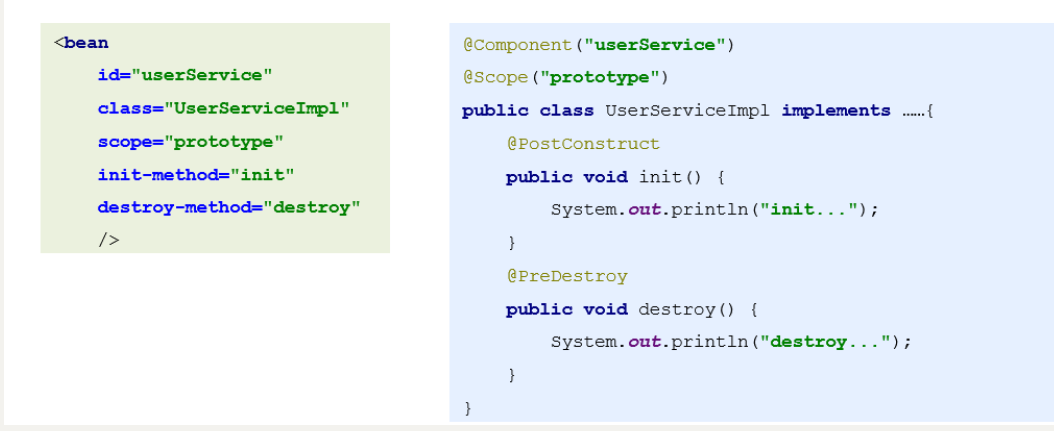 <bean
    id="userService"
    class="UserServiceImpl"
    scope="prototype"
    init-method="init"
    destroy-method="destroy"
    />
@Component("userService")
@Scope("prototype")
public class UserServiceImpl implements ……{
    @PostConstruct
    public void init() {
        System.out.println("init...");
    }
    @PreDestroy
    public void destroy() {
        System.out.println("destroy...");
    }
}